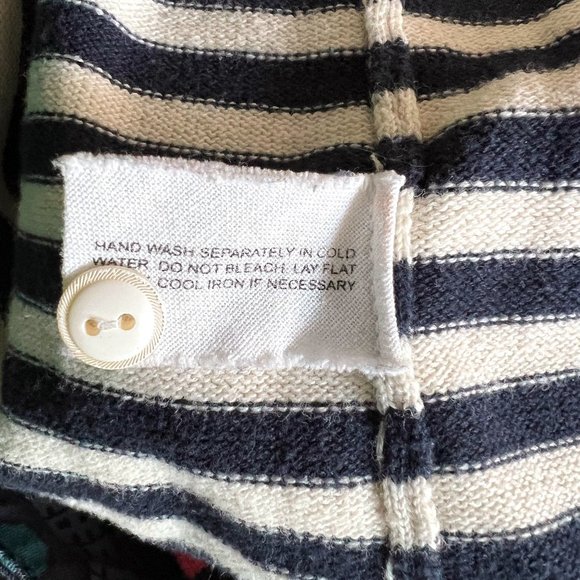 HAND WASH SEPARATELY IN COLD
WATER. DO NOT BLEACH. LAY FLAT
COOL IRON IF NECESSARY